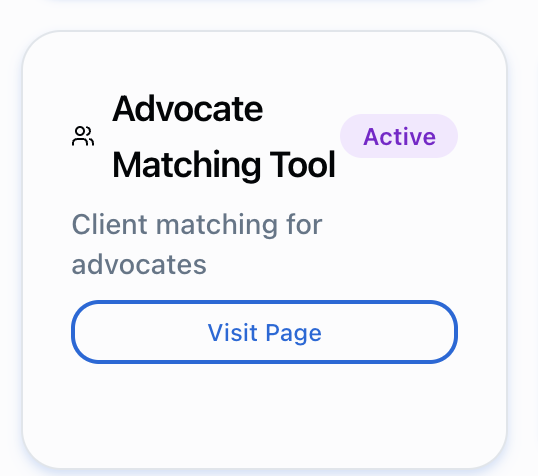 Advocate
Matching Tool
Active
Client matching for
advocates
Visit Page